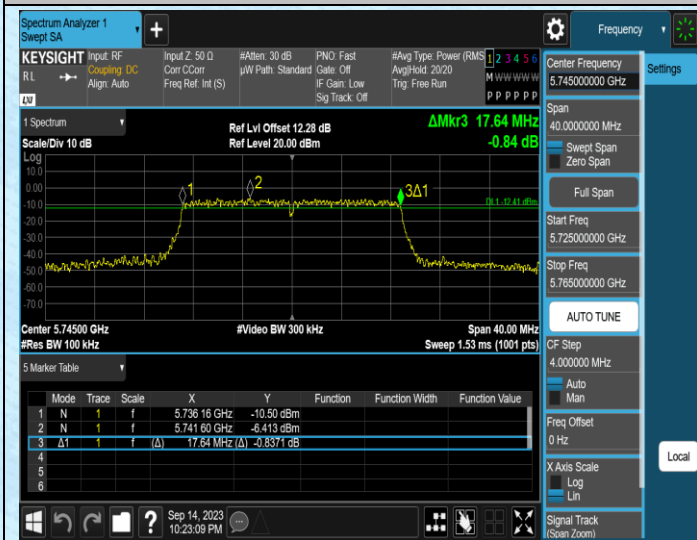 Spectrum Analyzer 1
Swept SA
+
Frequency
KEYSIGHT
RL
LXI
Input: RF
Coupling: DC
Align: Auto
Input Z: 50 Ω
Corr CCorr
Freq Ref: Int (S)
#Atten: 30 dB
µW Path: Standard
PNO: Fast
Gate: Off
IF Gain: Low
Sig Track: Off
#Avg Type: Power (RMS)
Avg|Hold: 20/20
Trig: Free Run
1 2 3 4 5 6
M W W W W W
P P P P P P
1 Spectrum
Scale/Div 10 dB
Ref Lvl Offset 12.28 dB
Ref Level 20.00 dBm
ΔMkr3 17.64 MHz
-0.84 dB
Log
10.0
0.00
-10.0
-20.0
-30.0
-40.0
-50.0
-60.0
-70.0
1
2
3Δ1
DL1 -12.41 dBm
Center 5.74500 GHz
#Res BW 100 kHz
#Video BW 300 kHz
Span 40.00 MHz
Sweep 1.53 ms (1001 pts)
5 Marker Table
Mode Trace Scale X Y Function Function Width Function Value
1 N 1 f 5.736 16 GHz -10.50 dBm
2 N 1 f 5.741 60 GHz -6.413 dBm
3 Δ1 1 f (Δ) 17.64 MHz (Δ) -0.8371 dB
4
5
6
Sep 14, 2023
10:23:09 PM
Center Frequency
5.745000000 GHz
Span
40.0000000 MHz
Swept Span
Zero Span
Full Span
Start Freq
5.725000000 GHz
Stop Freq
5.765000000 GHz
AUTO TUNE
CF Step
4.000000 MHz
Auto
Man
Freq Offset
0 Hz
X Axis Scale
Log
Lin
Signal Track
(Span Zoom)
Settings
Local